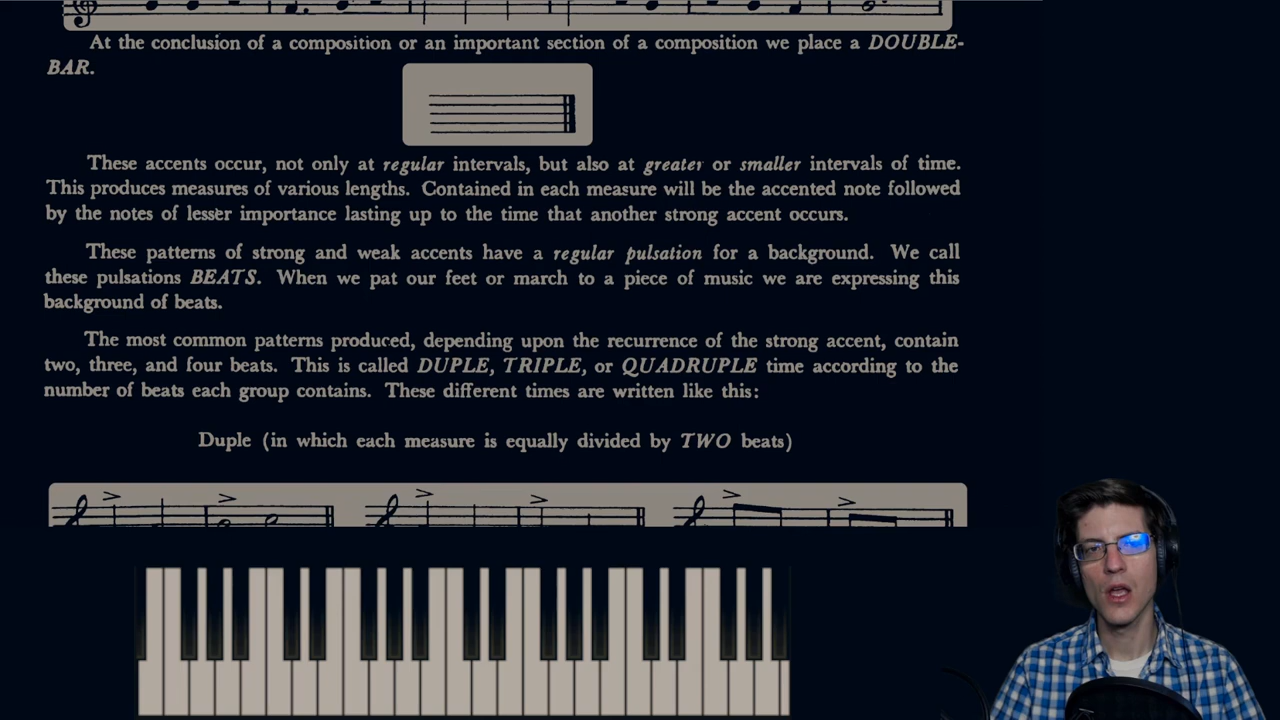 At the conclusion of a composition or an important section of a composition we place a DOUBLE-
BAR.
These accents occur, not only at regular intervals, but also at greater or smaller intervals of time.
This produces measures of various lengths. Contained in each measure will be the accented note followed
by the notes of lesser importance lasting up to the time that another strong accent occurs.
These patterns of strong and weak accents have a regular pulsation for a background. We call
these pulsations BEATS. When we pat our feet or march to a piece of music we are expressing this
background of beats.
The most common patterns produced, depending upon the recurrence of the strong accent, contain
two, three, and four beats. This is called DUPLE, TRIPLE, or QUADRUPLE time according to the
number of beats each group contains. These different times are written like this:
Duple (in which each measure is equally divided by TWO beats)